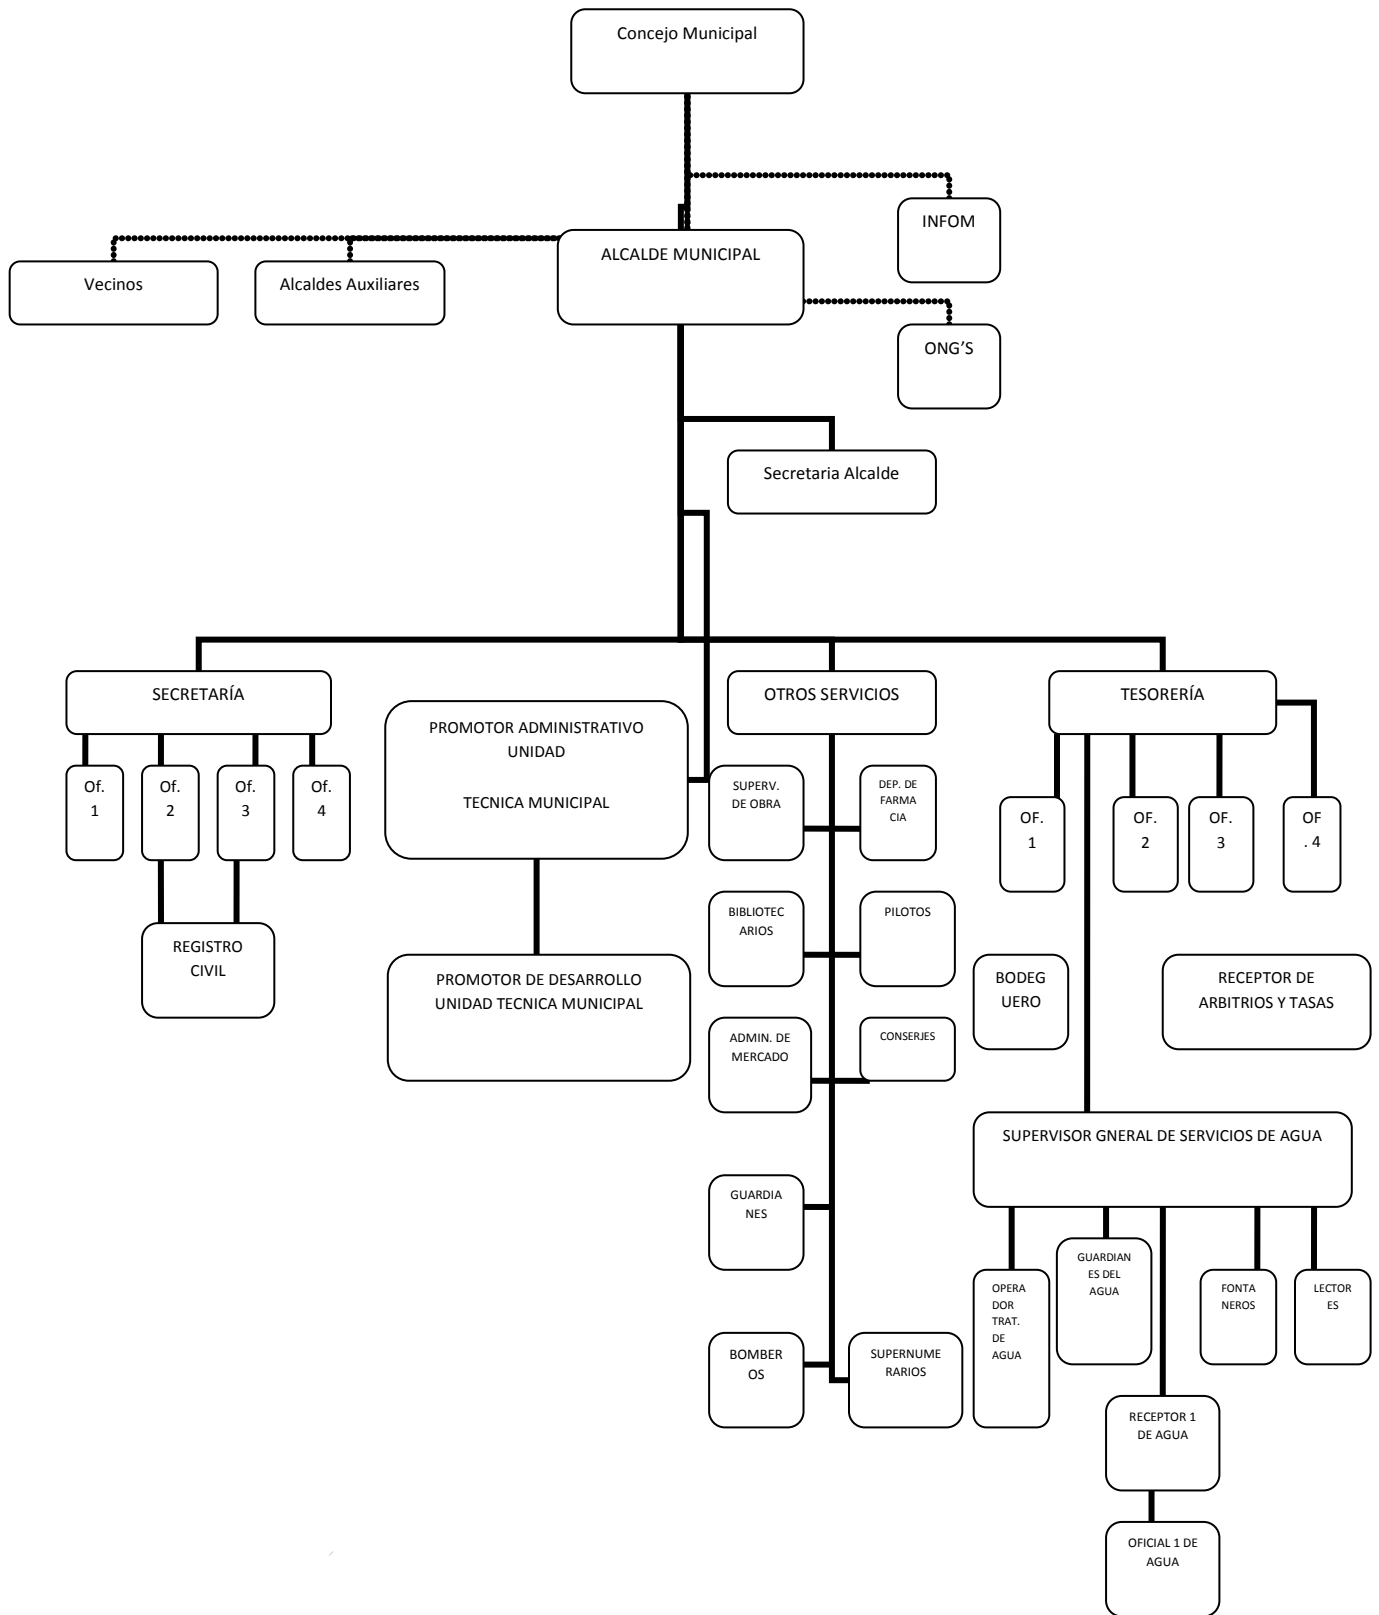 Concejo Municipal
INFOM
ALCALDE MUNICIPAL
Vecinos
Alcaldes Auxiliares
ONG’S
Secretaria Alcalde
SECRETARÍA
OTROS SERVICIOS
TESORERÍA
PROMOTOR ADMINISTRATIVO
UNIDAD
TECNICA MUNICIPAL
Of.
1
Of.
2
Of.
3
Of.
4
SUPERV.
DE OBRA
DEP. DE
FARMA
CIA
OF.
1
OF.
2
OF.
3
OF
. 4
BIBLIOTEC
ARIOS
PILOTOS
REGISTRO
CIVIL
PROMOTOR DE DESARROLLO
UNIDAD TECNICA MUNICIPAL
BODEG
UERO
RECEPTOR DE
ARBITRIOS Y TASAS
ADMIN. DE
MERCADO
CONSERJES
SUPERVISOR GNERAL DE SERVICIOS DE AGUA
GUARDIA
NES
GUARDIAN
ES DEL
AGUA
OPERA
DOR
TRAT.
DE
AGUA
FONTA
NEROS
LECTOR
ES
BOMBER
OS
SUPERNUME
RARIOS
RECEPTOR 1
DE AGUA
OFICIAL 1 DE
AGUA